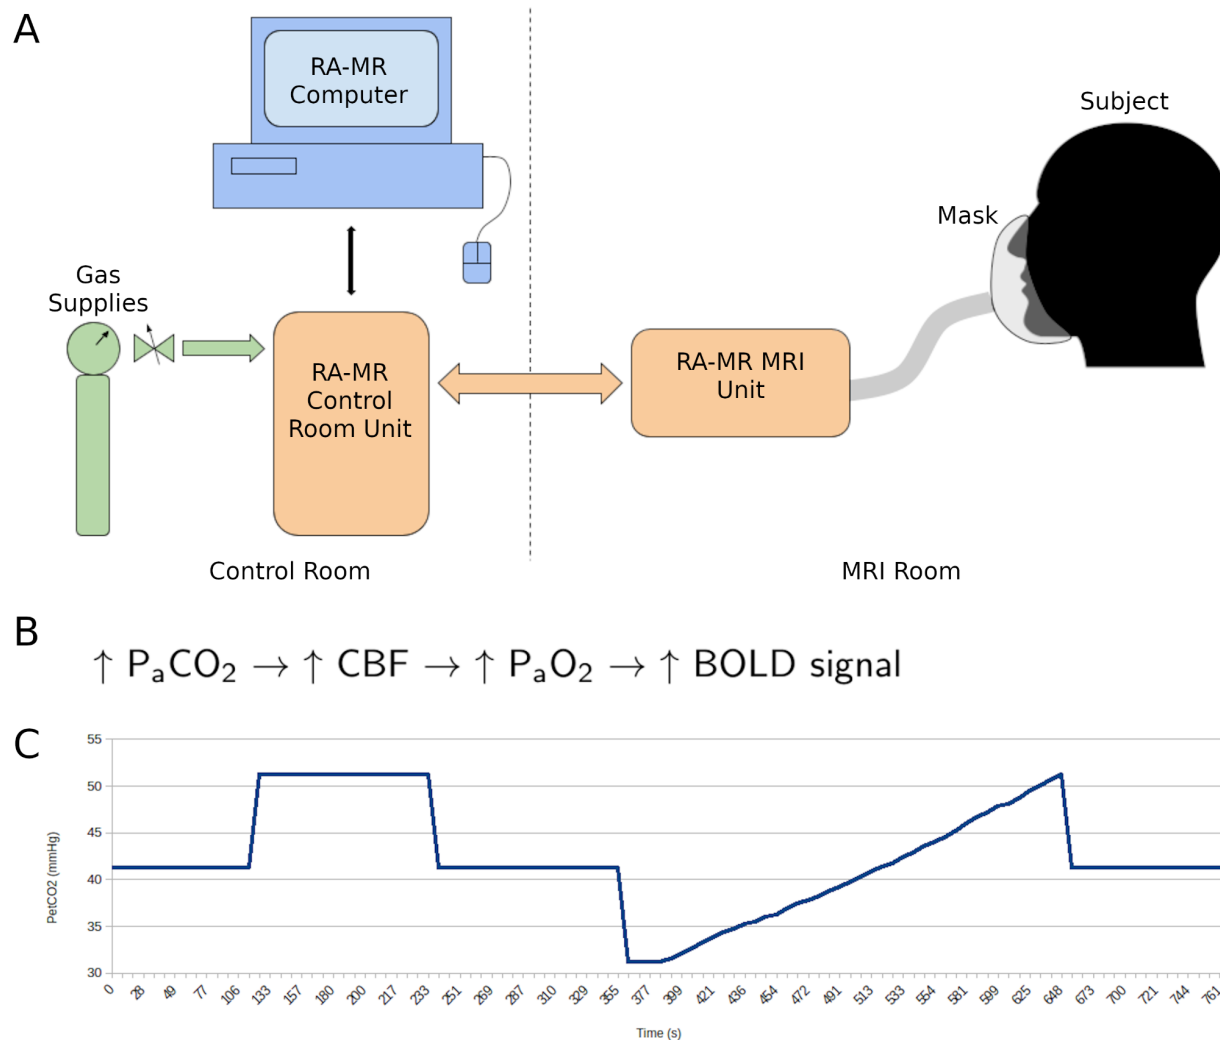 A
RA-MR
Computer
Subject
Mask
Gas
Supplies
RA-MR
Control
Room Unit
RA-MR MRI
Unit
Control Room
MRI Room
B
↑ PₐCO₂ → ↑ CBF → ↑ PₐO₂ → ↑ BOLD signal
C
55
50
45
40
35
30
PetCO2 (mmHg)
0 28 49 77 106 133 157 180 200 217 233 251 269 287 310 329 355 377 399 421 436 454 472 491 513 533 554 581 599 625 648 673 700 721 744 761
Time (s)